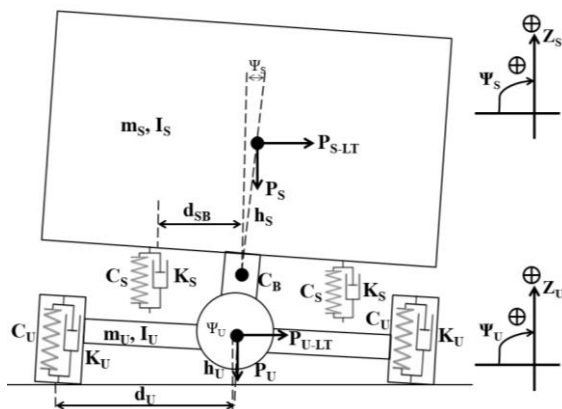 Ψ_S
⊕
Z_S
⊕
Ψ_S
m_S, I_S
P_S-LT
P_S
h_S
d_SB
C_S
K_S
C_B
C_S
K_S
⊕
Z_U
⊕
Ψ_U
C_U
K_U
m_U, I_U
Ψ_U
P_U-LT
C_U
K_U
h_U
P_U
d_U